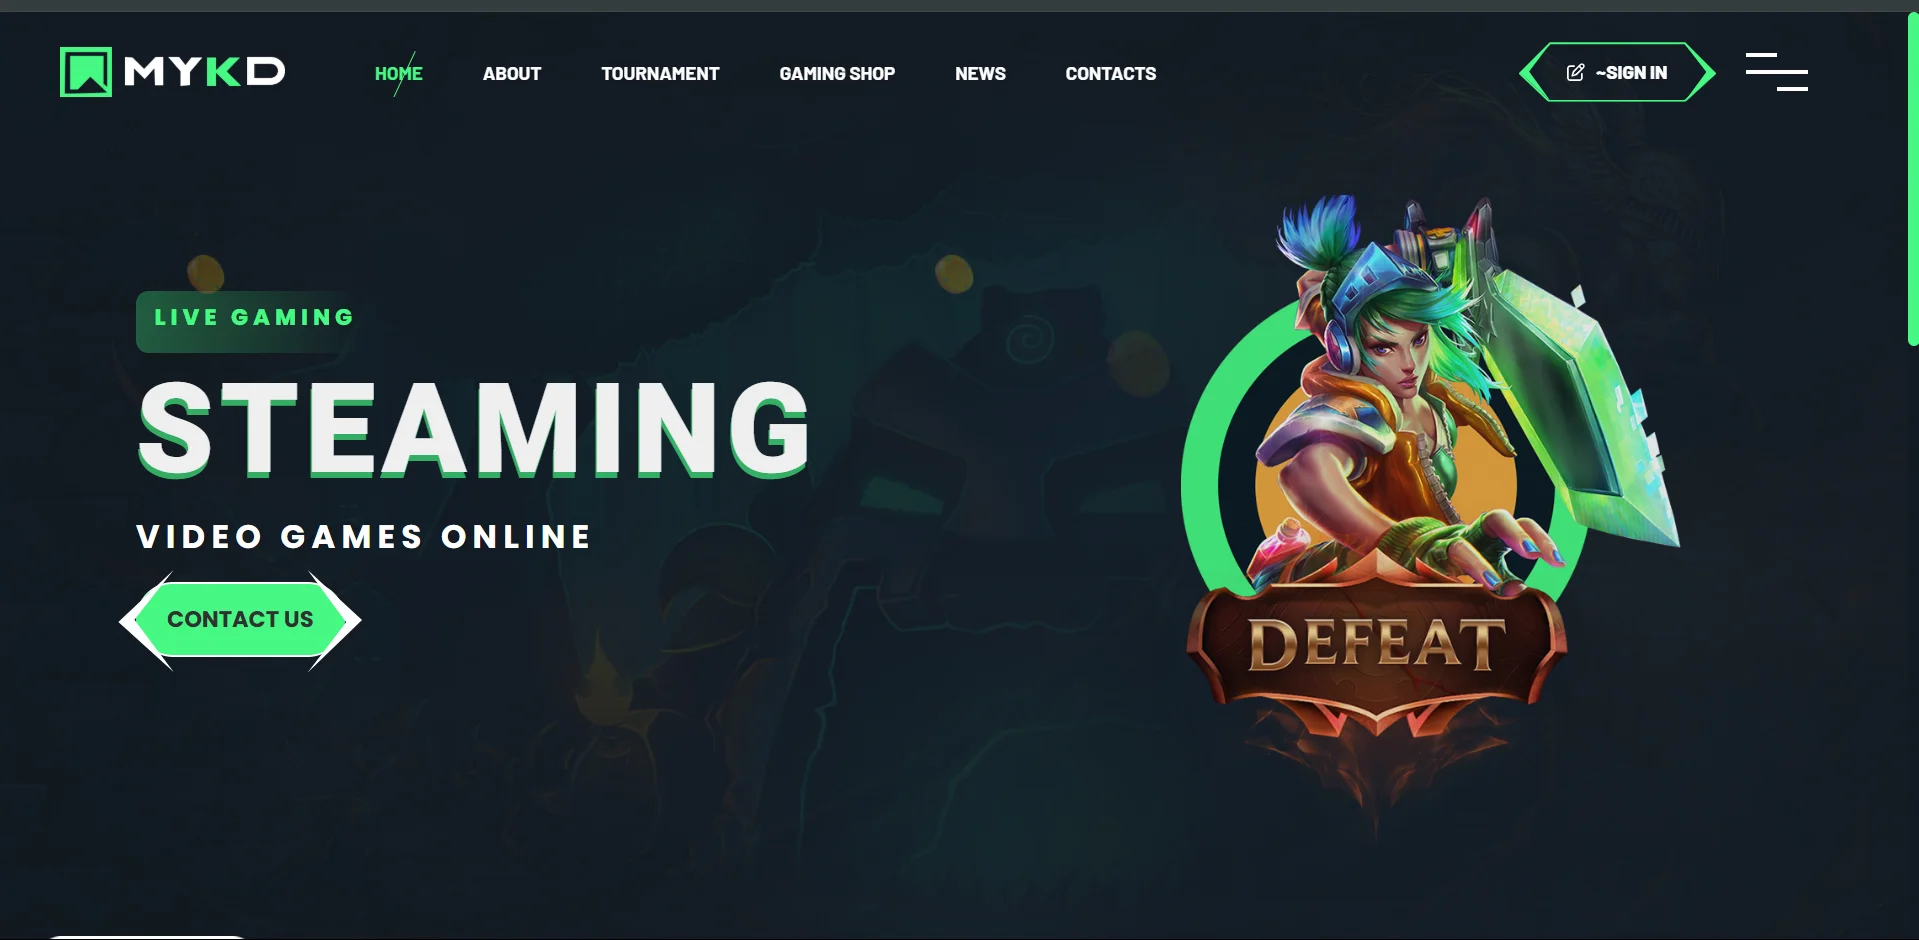 MYKD
HOME
ABOUT
TOURNAMENT
GAMING SHOP
NEWS
CONTACTS
~SIGN IN
LIVE GAMING
STEAMING
VIDEO GAMES ONLINE
CONTACT US
DEFEAT